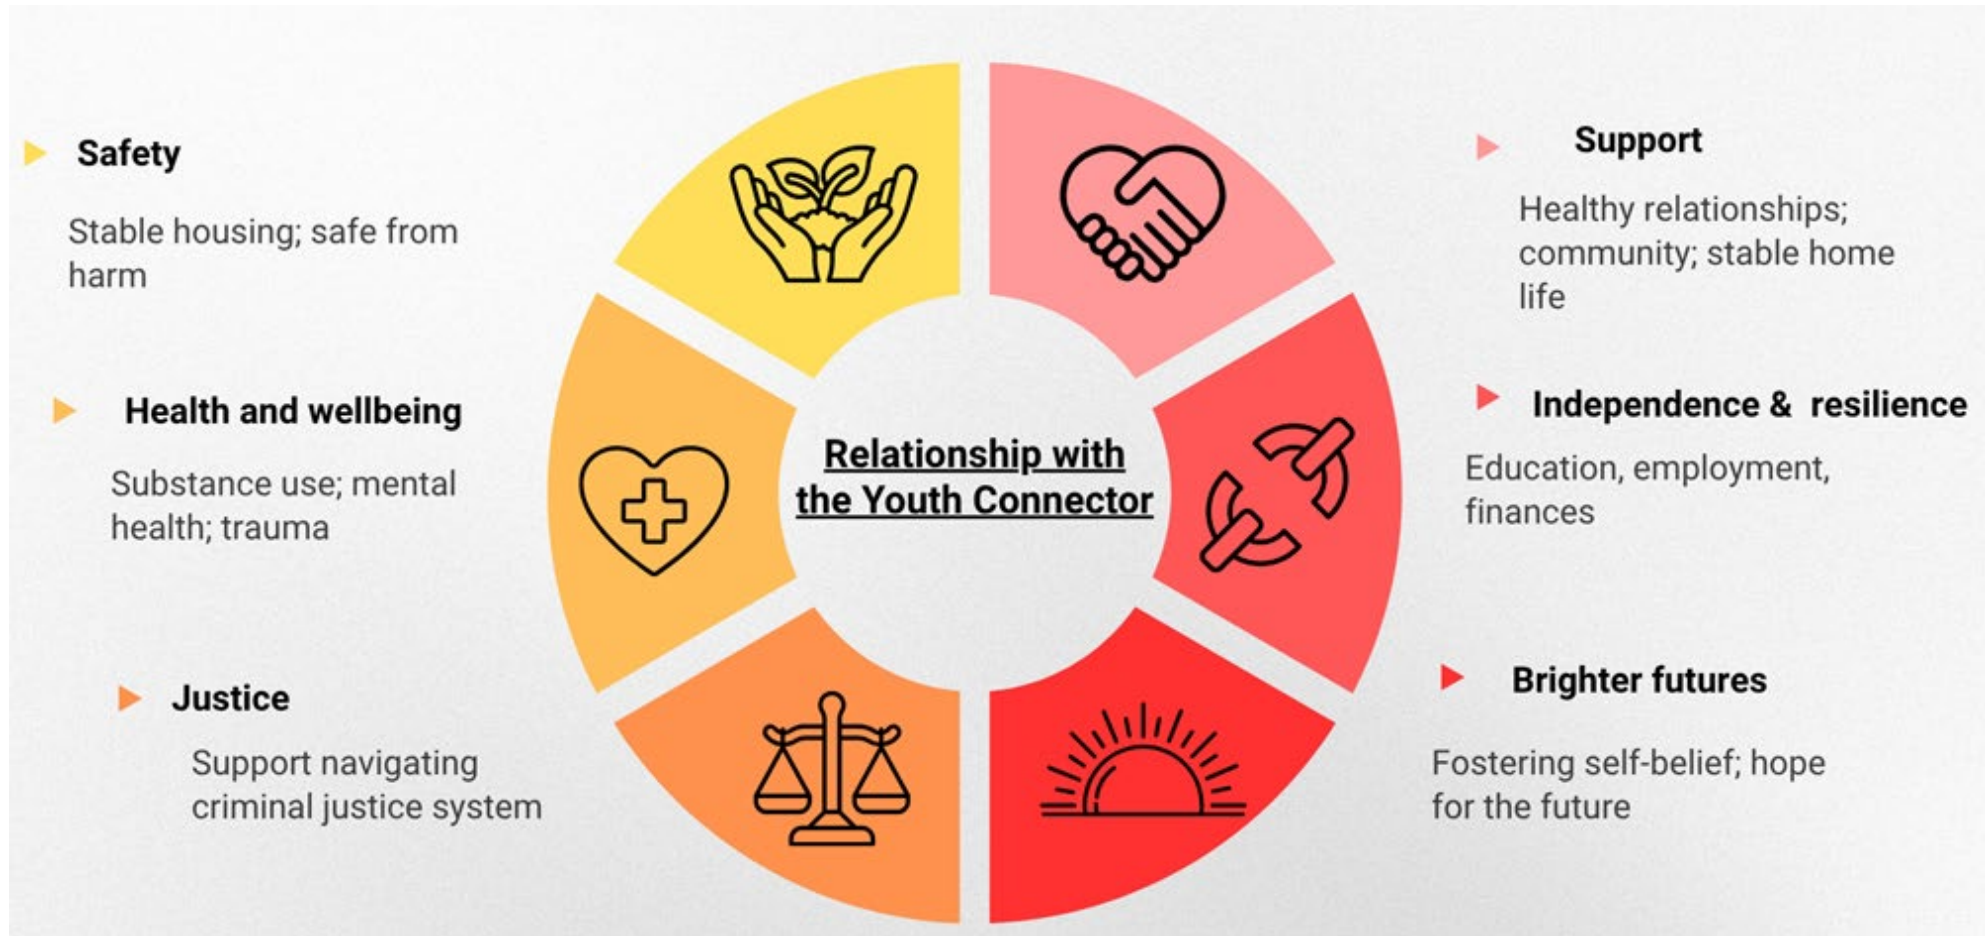 Safety
Stable housing; safe from
harm
Health and wellbeing
Substance use; mental
health; trauma
Justice
Support navigating
criminal justice system
Relationship with
the Youth Connector
Support
Healthy relationships;
community; stable home
life
Independence & resilience
Education, employment,
finances
Brighter futures
Fostering self-belief; hope
for the future